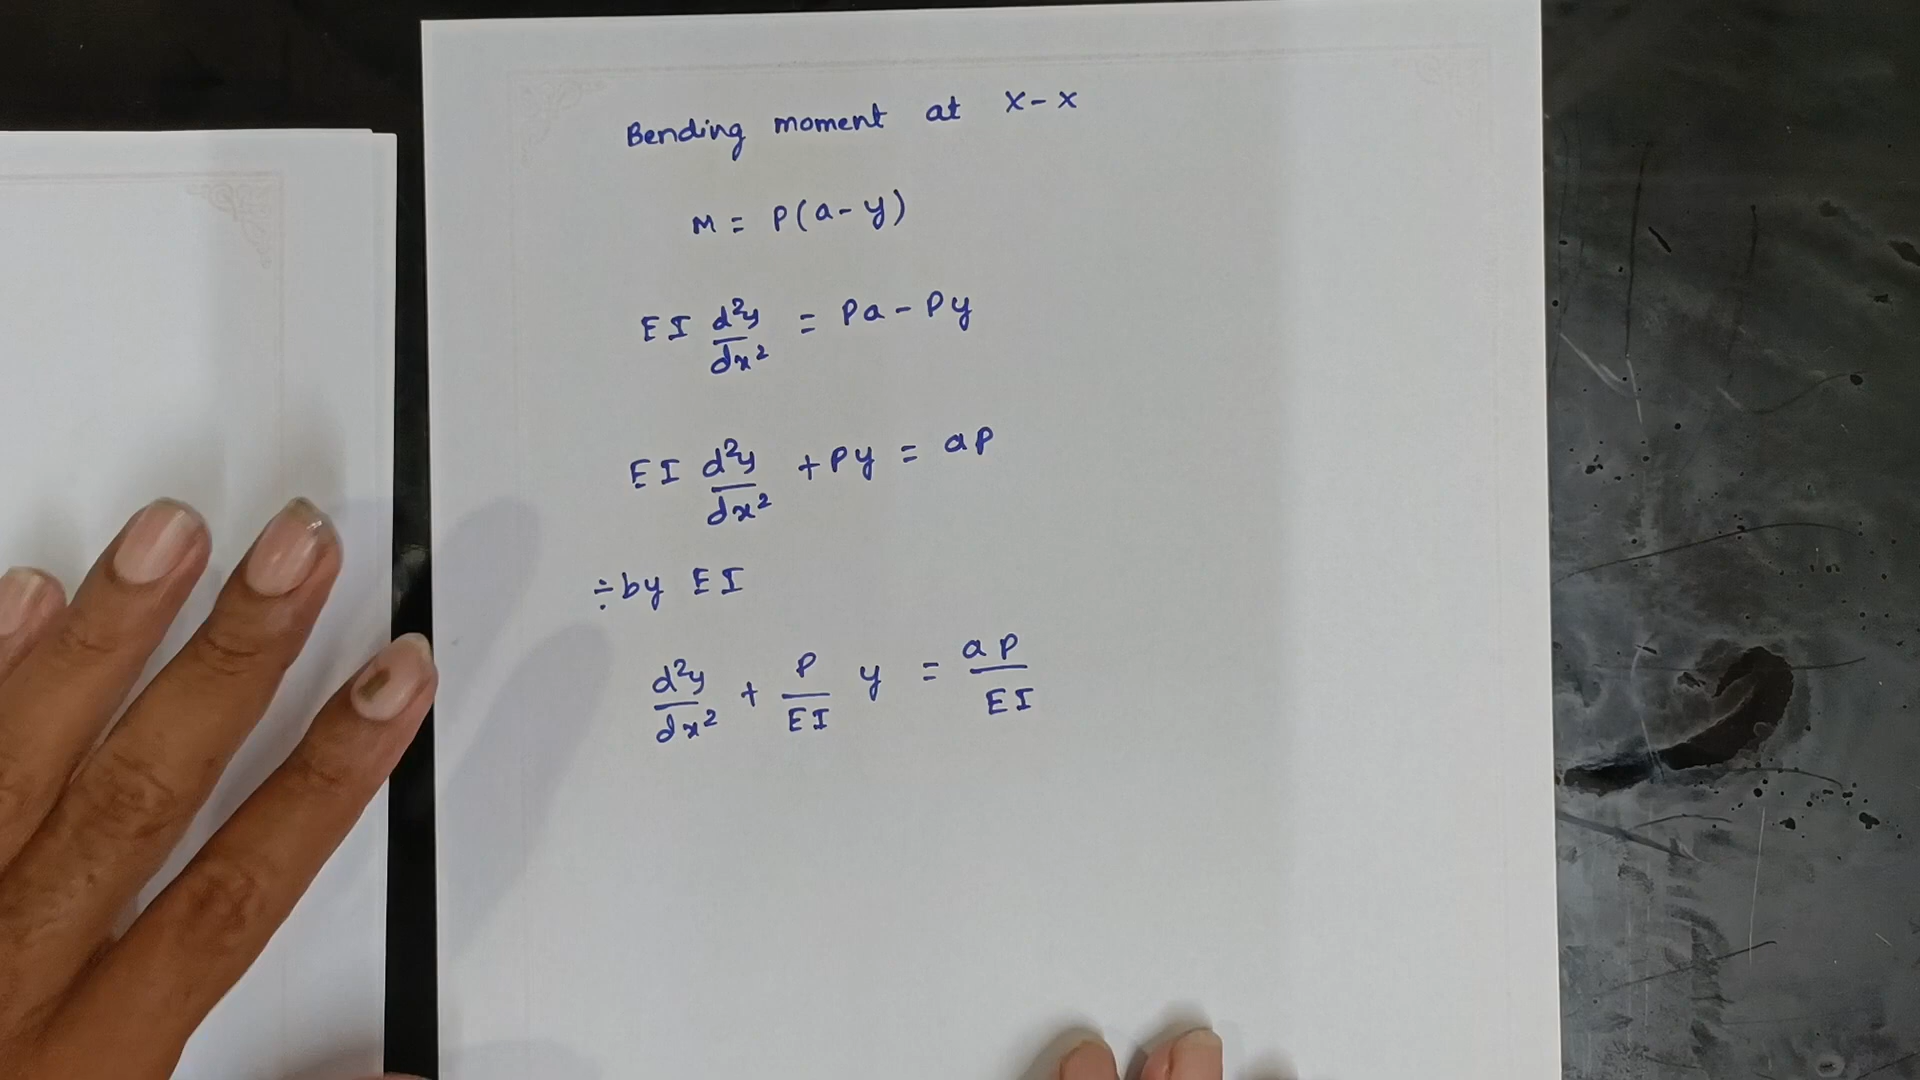 Bending moment at x-x
M = P(a-y)
EI d²y/dx² = Pa - Py
EI d²y/dx² + Py = aP
÷ by EI
d²y/dx² + P/EI y = aP/EI